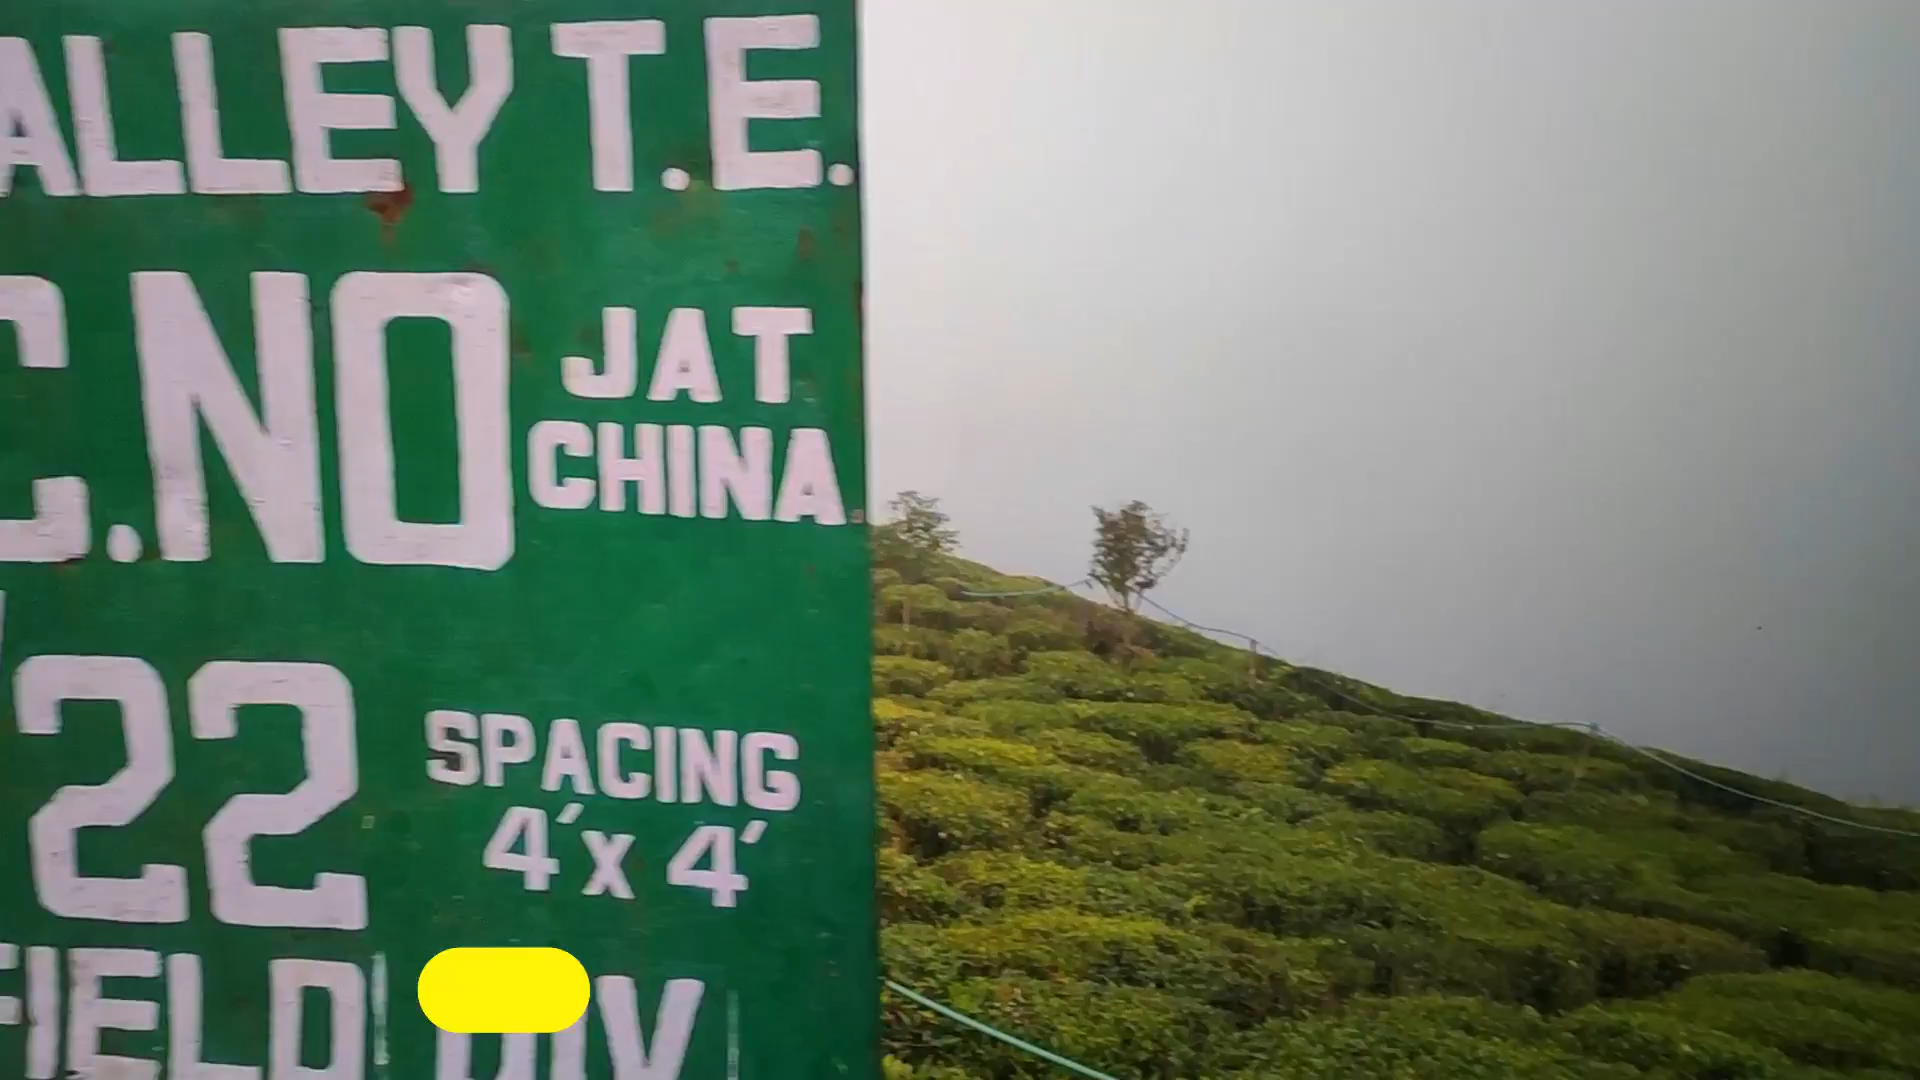 ALLEY T.E.
C.NO
JAT
CHINA
22
SPACING
4'x 4'
FIELD DIV